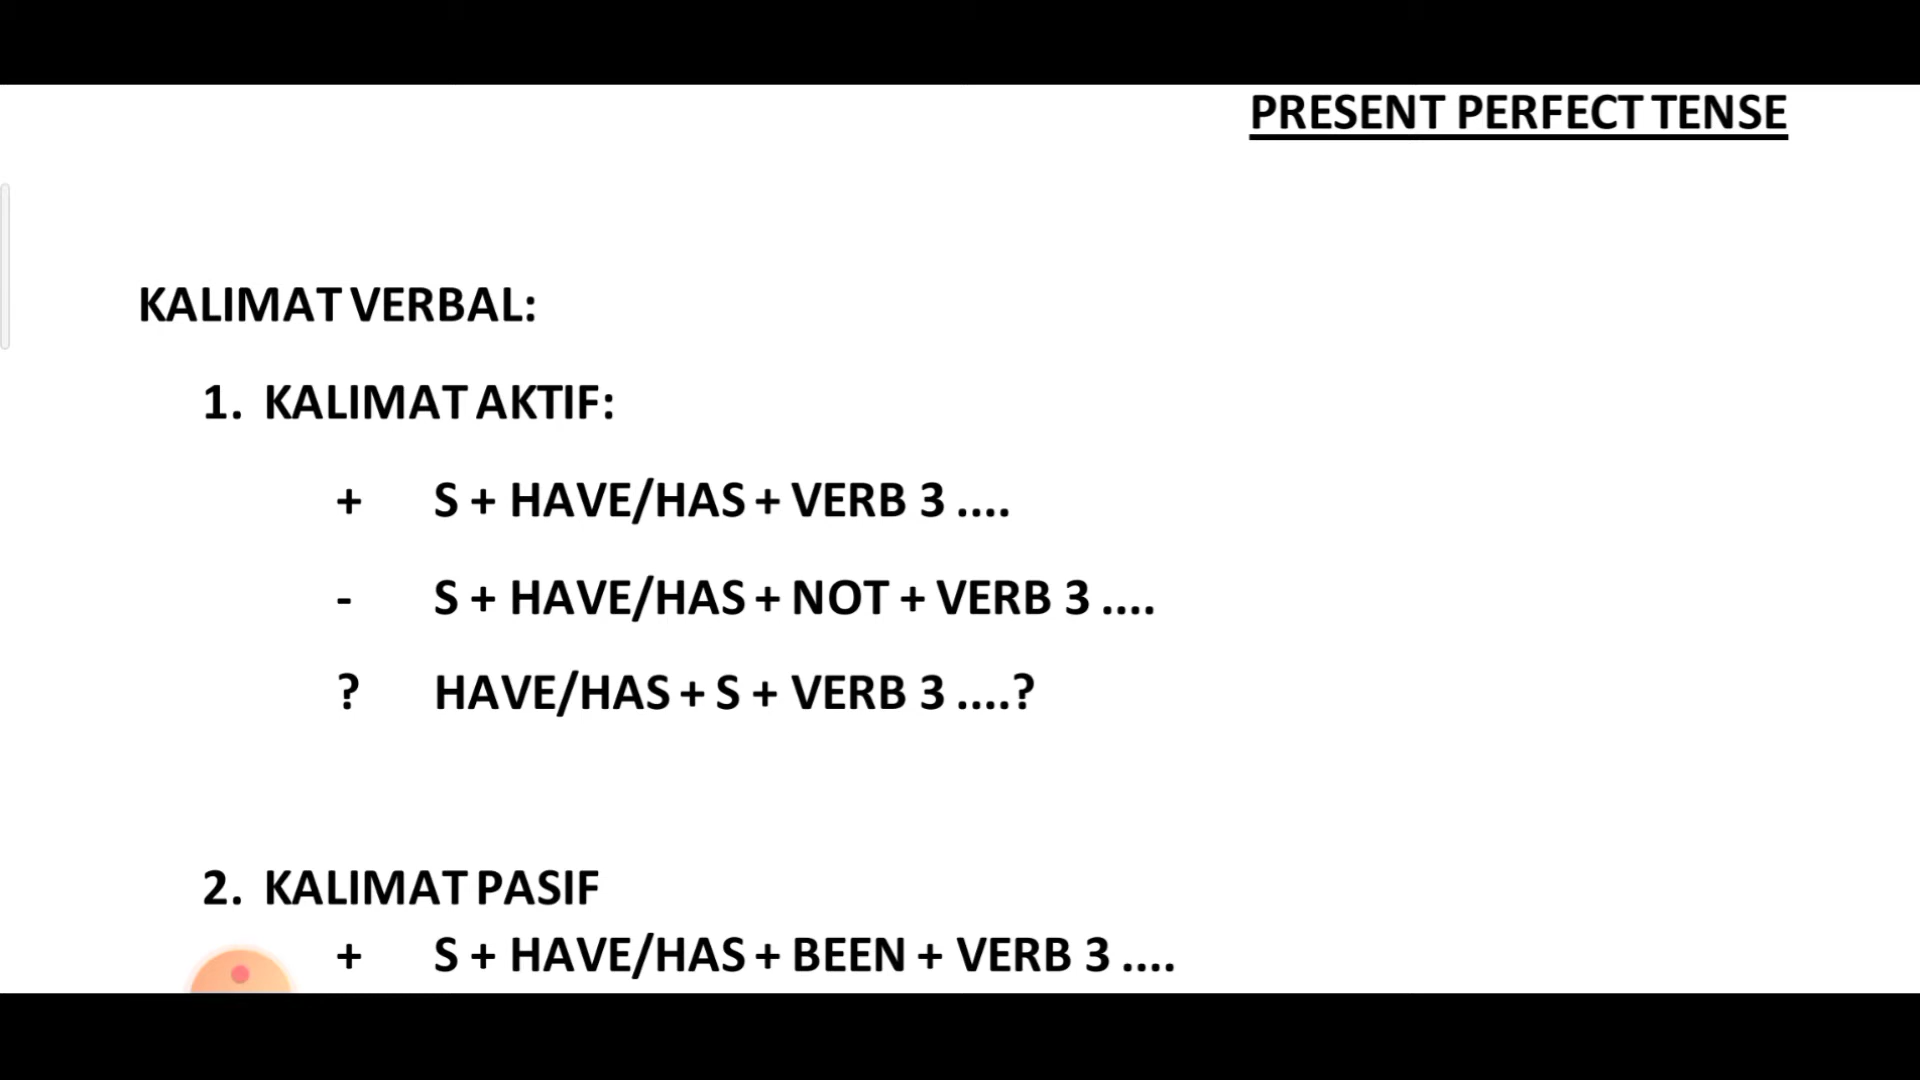 PRESENT PERFECT TENSE
KALIMAT VERBAL:
1. KALIMAT AKTIF:
+ S + HAVE/HAS + VERB 3 ....
- S + HAVE/HAS + NOT + VERB 3 ....
? HAVE/HAS + S + VERB 3 ....?
2. KALIMAT PASIF
+ S + HAVE/HAS + BEEN + VERB 3 ....